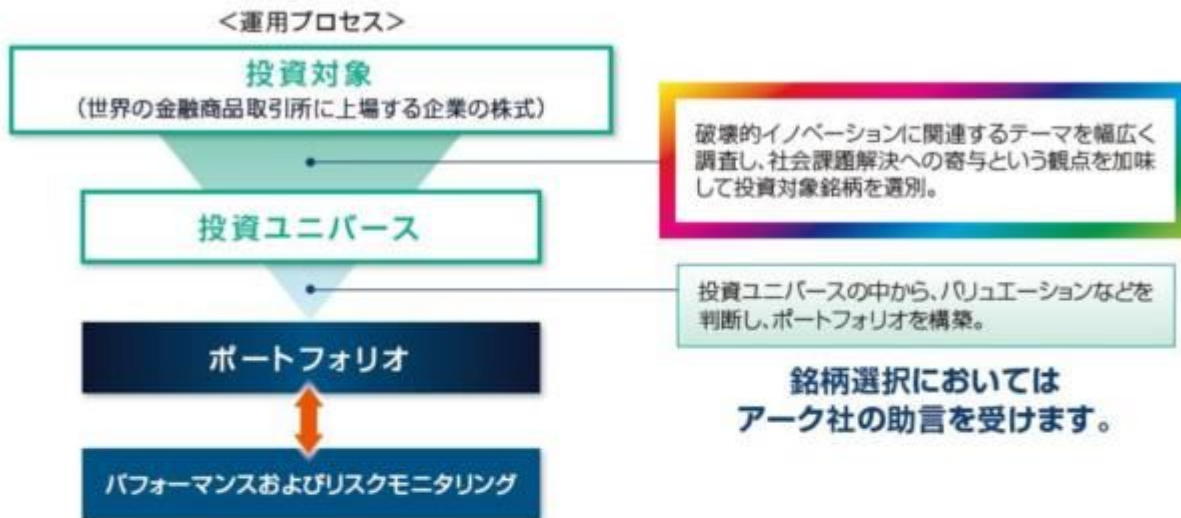 ＜運用プロセス＞
投資対象
（世界の金融商品取引所に上場する企業の株式）
破壊的イノベーションに関連するテーマを幅広く
調査し、社会課題解決への寄与という観点を加味
して投資対象銘柄を選別。
投資ユニバース
投資ユニバースの中から、バリュエーションなどを
判断し、ポートフォリオを構築。
ポートフォリオ
銘柄選択においては
アーク社の助言を受けます。
パフォーマンスおよびリスクモニタリング